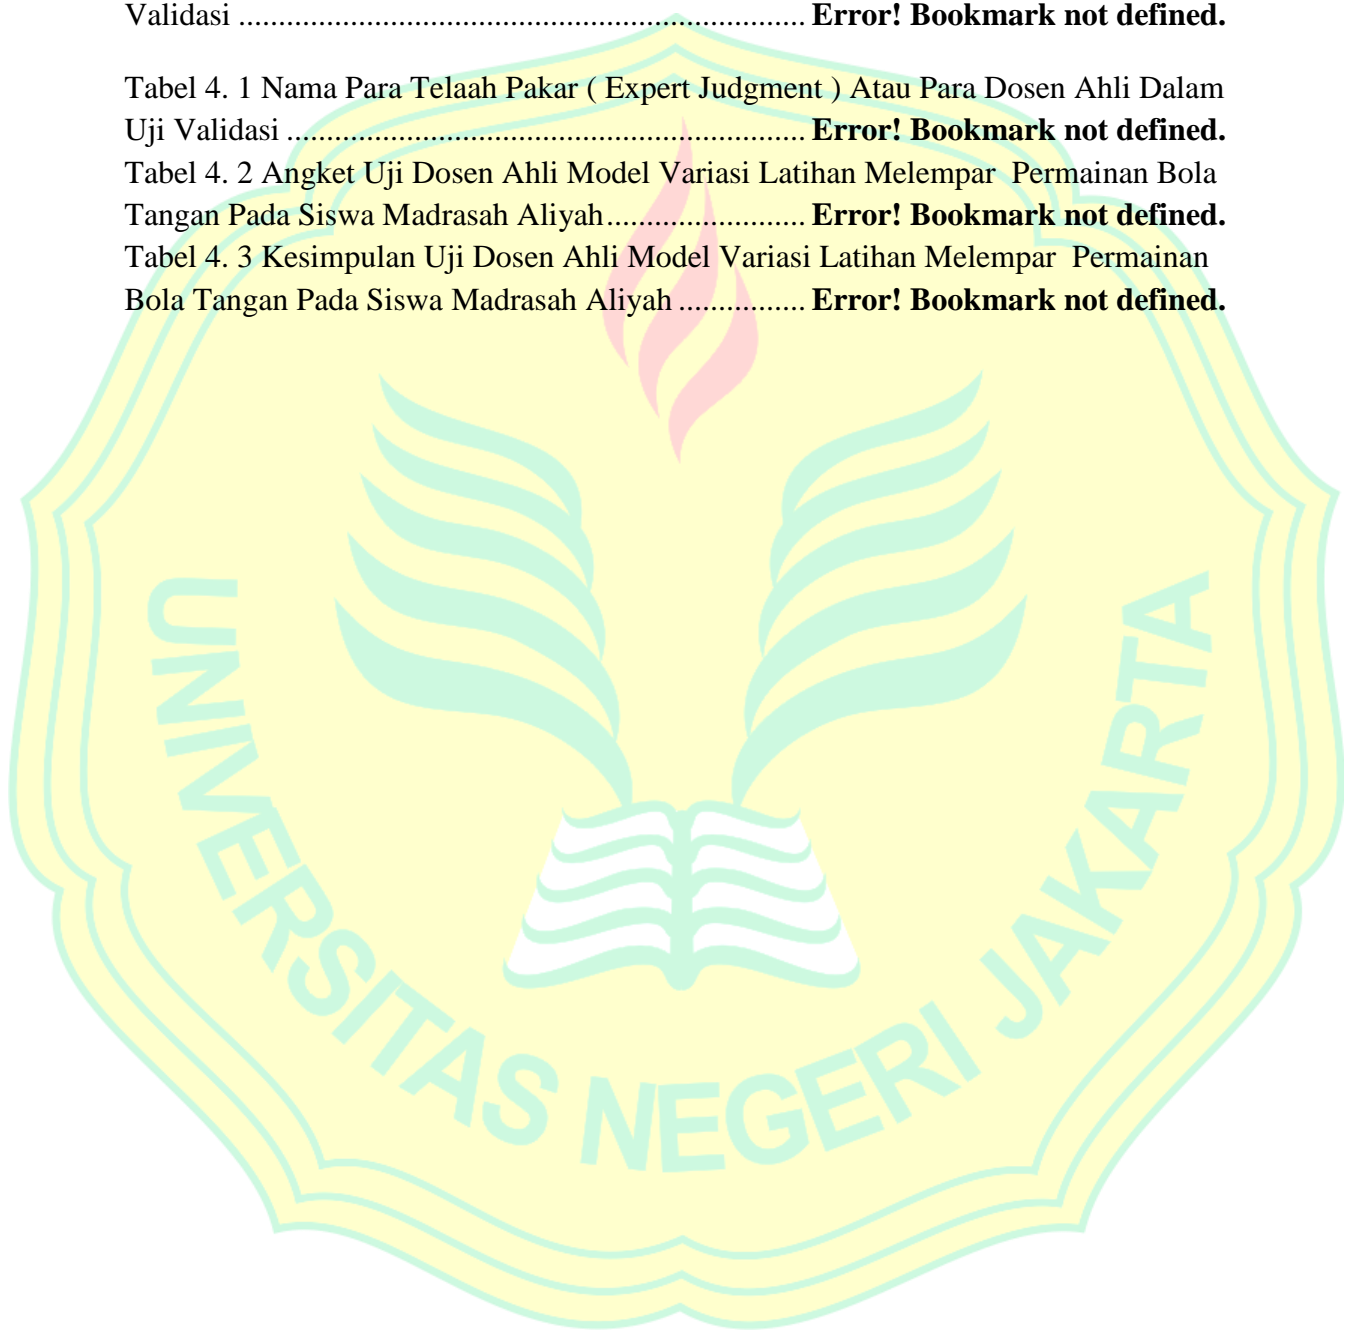 Validasi ....................................................................... Error! Bookmark not defined.
Tabel 4. 1 Nama Para Telaah Pakar ( Expert Judgment ) Atau Para Dosen Ahli Dalam
Uji Validasi ................................................................. Error! Bookmark not defined.
Tabel 4. 2 Angket Uji Dosen Ahli Model Variasi Latihan Melempar  Permainan Bola
Tangan Pada Siswa Madrasah Aliyah......................... Error! Bookmark not defined.
Tabel 4. 3 Kesimpulan Uji Dosen Ahli Model Variasi Latihan Melempar  Permainan
Bola Tangan Pada Siswa Madrasah Aliyah ................ Error! Bookmark not defined.
UNIVERSITAS NEGERI JAKARTA